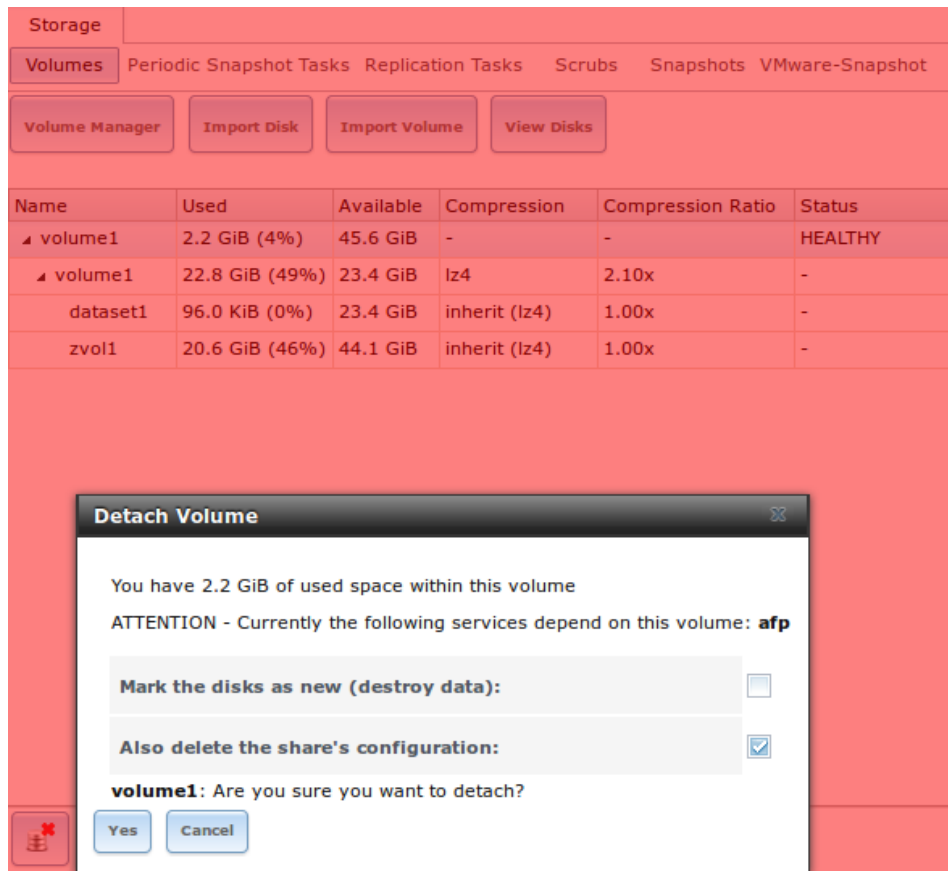 Storage
Volumes Periodic Snapshot Tasks Replication Tasks Scrubs Snapshots VMware-Snapshot
Volume Manager Import Disk Import Volume View Disks
Name Used Available Compression Compression Ratio Status
volume1 2.2 GiB (4%) 45.6 GiB - - HEALTHY
volume1 22.8 GiB (49%) 23.4 GiB lz4 2.10x -
dataset1 96.0 KiB (0%) 23.4 GiB inherit (lz4) 1.00x -
zvol1 20.6 GiB (46%) 44.1 GiB inherit (lz4) 1.00x -
Detach Volume
You have 2.2 GiB of used space within this volume
ATTENTION - Currently the following services depend on this volume: afp
Mark the disks as new (destroy data):
Also delete the share's configuration:
volume1: Are you sure you want to detach?
Yes Cancel